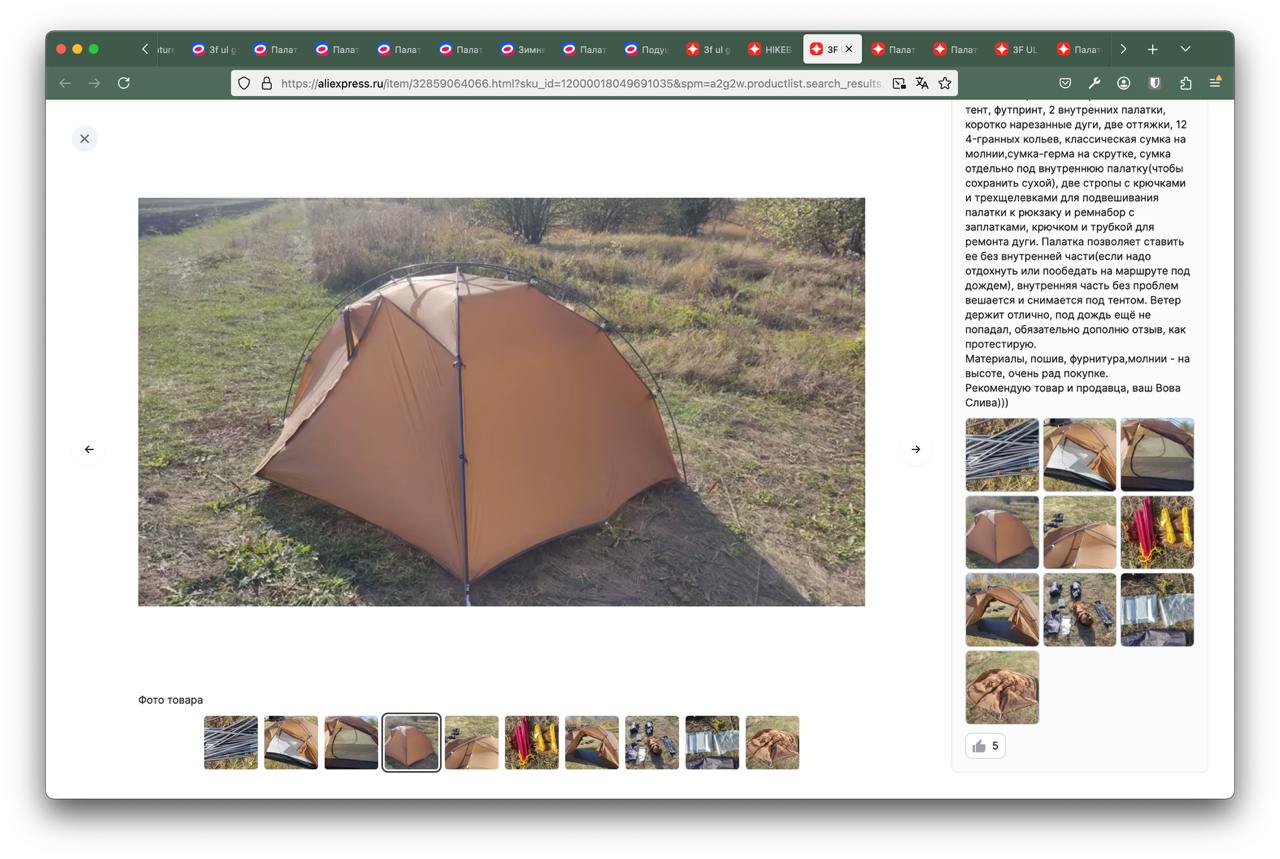 3f ul g
Палат
Палат
Палат
Палат
Зимн
Палат
Поду
3f ul g
HIKEB
3F
Палат
Палат
3F UL
Палат
https://aliexpress.ru/item/32859064066.html?sku_id=12000018049691035&spm=a2g2w.productlist.search_results.
тент, футпринт, 2 внутренних палатки,
коротко нарезанные дуги, две оттяжки, 12
4-гранных кольев, классическая сумка на
молнии,сумка-герма на скрутке, сумка
отдельно под внутреннюю палатку(чтобы
сохранить сухой), две стропы с крючками
и трехщелевками для подвешивания
палатки к рюкзаку и ремнабор с
заплатками, крючком и трубкой для
ремонта дуги. Палатка позволяет ставить
ее без внутренней части(если надо
отдохнуть или пообедать на маршруте под
дождем), внутренняя часть без проблем
вешается и снимается под тентом. Ветер
держит отлично, под дождь ещё не
попадал, обязательно дополню отзыв, как
протестирую.
Материалы, пошив, фурнитура,молнии - на
высоте, очень рад покупке.
Рекомендую товар и продавца, ваш Вова
Слива)))
5
Фото товара